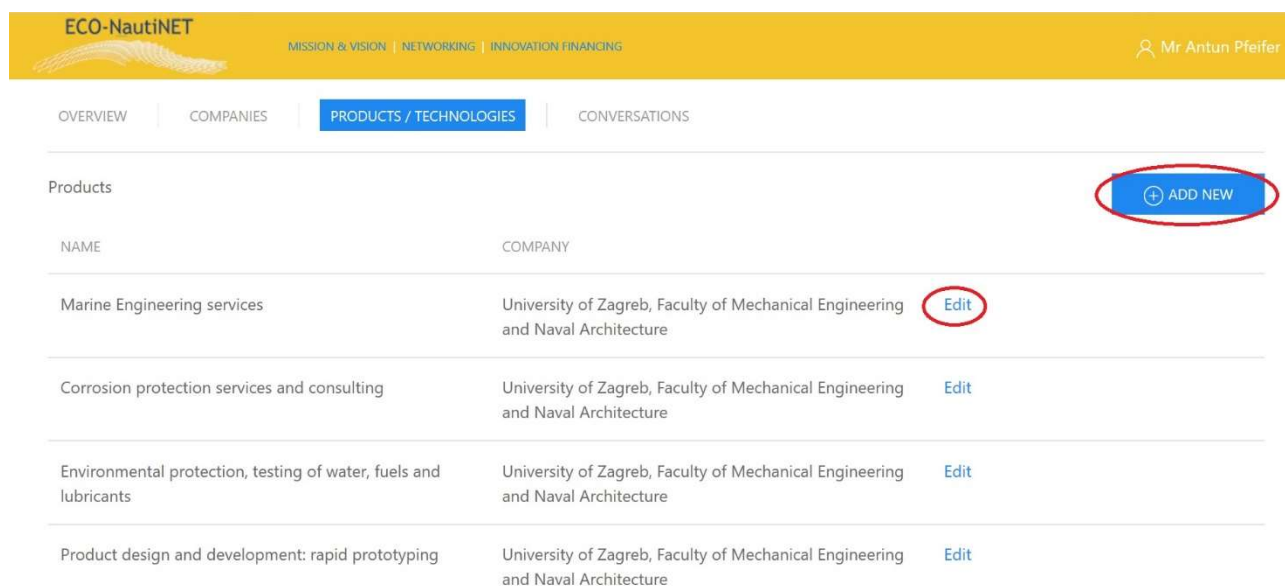 ECO-NautiNET
MISSION & VISION | NETWORKING | INNOVATION FINANCING
Mr Antun Pfeifer
OVERVIEW
COMPANIES
PRODUCTS / TECHNOLOGIES
CONVERSATIONS
Products
ADD NEW
NAME
COMPANY
Marine Engineering services
University of Zagreb, Faculty of Mechanical Engineering
and Naval Architecture
Edit
Corrosion protection services and consulting
University of Zagreb, Faculty of Mechanical Engineering
and Naval Architecture
Edit
Environmental protection, testing of water, fuels and
lubricants
University of Zagreb, Faculty of Mechanical Engineering
and Naval Architecture
Edit
Product design and development: rapid prototyping
University of Zagreb, Faculty of Mechanical Engineering
and Naval Architecture
Edit